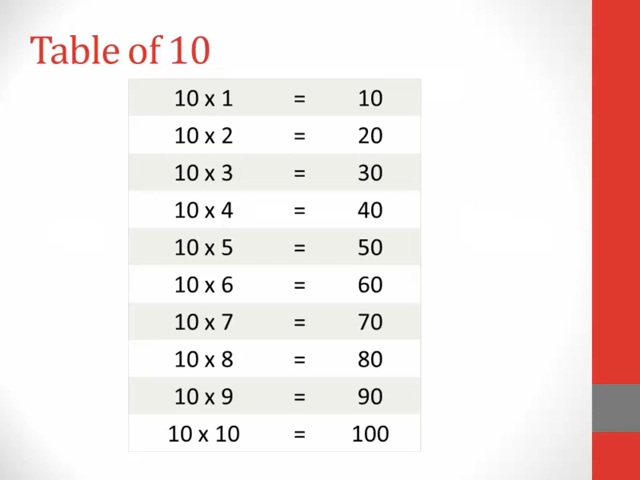 Table of 10
10 x 1 = 10
10 x 2 = 20
10 x 3 = 30
10 x 4 = 40
10 x 5 = 50
10 x 6 = 60
10 x 7 = 70
10 x 8 = 80
10 x 9 = 90
10 x 10 = 100